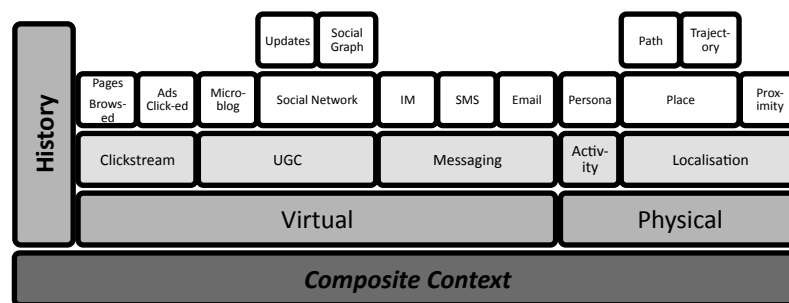 Updates
Social
Graph
Path
Traject-
ory
History
Pages
Brows-
ed
Ads
Click-ed
Micro-
blog
Social Network
IM
SMS
Email
Persona
Place
Prox-
imity
Clickstream
UGC
Messaging
Activ-
ity
Localisation
Virtual
Physical
Composite Context